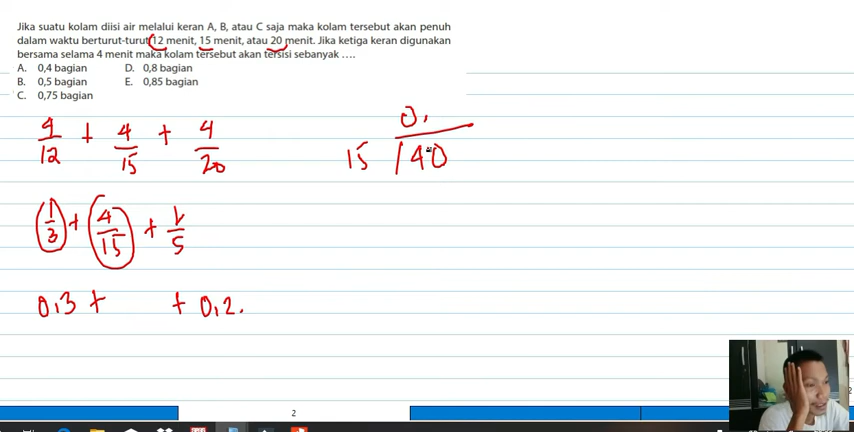 Jika suatu kolam diisi air melalui keran A, B, atau C saja maka kolam tersebut akan penuh
dalam waktu berturut-turut 12 menit, 15 menit, atau 20 menit. Jika ketiga keran digunakan
bersama selama 4 menit maka kolam tersebut akan terisi sebanyak ....
A. 0,4 bagian D. 0,8 bagian
B. 0,5 bagian E. 0,85 bagian
C. 0,75 bagian
4/12 + 4/15 + 4/20
0,
15 40
1/3 + 4/15 + 1/5
0,3 + + 0,2.
2
2